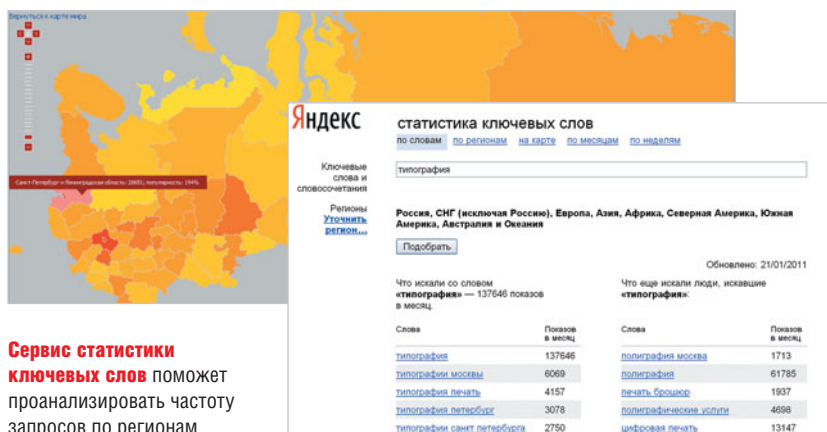 Вернуться к карте мира
Санкт-Петербург и Ленинградская область: 20601; популярность: 194%
Яндекс
статистика ключевых слов
по словам по регионам на карте по месяцам по неделям
Ключевые слова и словосочетания
типография
Регионы
Уточнить регион...
Россия, СНГ (исключая Россию), Европа, Азия, Африка, Северная Америка, Южная
Америка, Австралия и Океания
Подобрать
Обновлено: 21/01/2011
Что искали со словом
«типография» — 137646 показов
в месяц.
Слова Показов в месяц
типография 137646
типографии москвы 6069
типография печать 4157
типография петербург 3078
типографии санкт петербурга 2750
Что еще искали люди, искавшие
«типография»:
Слова Показов в месяц
полиграфия москва 1713
полиграфия 61785
печать брошюр 1937
полиграфические услуги 4698
цифровая печать 13147
Сервис статистики
ключевых слов поможет
проанализировать частоту
запросов по регионам